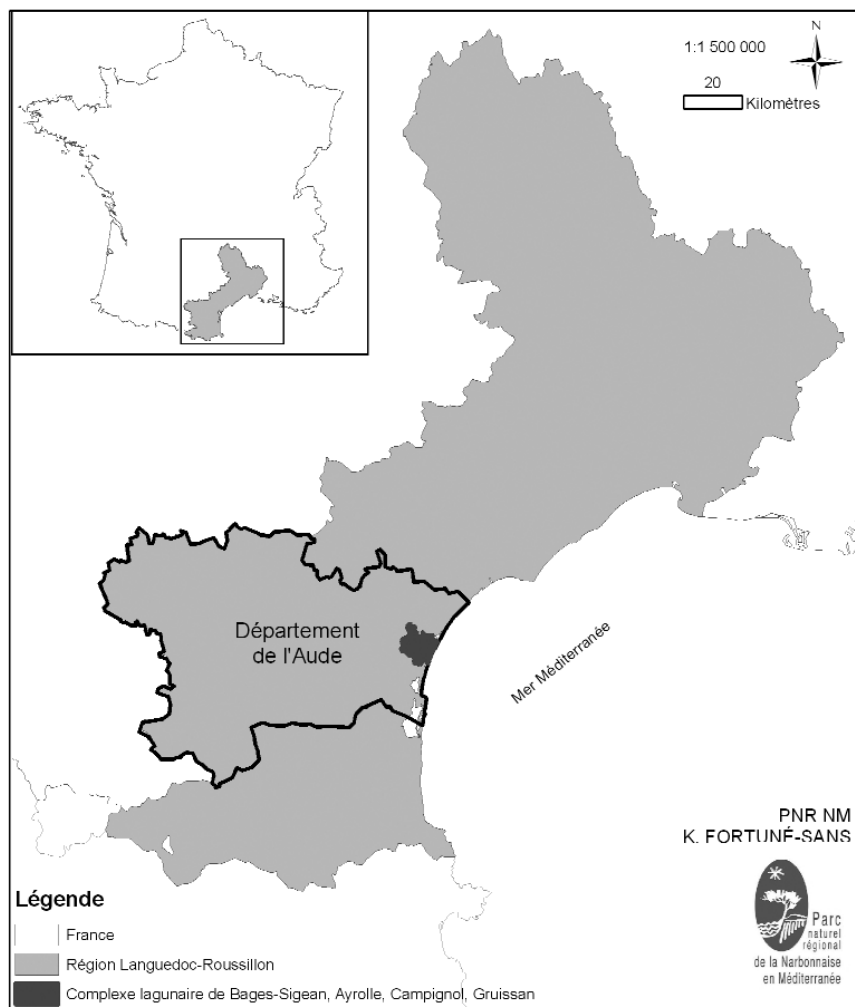 N
1:1 500 000
20
Kilomètres
Département
de l'Aude
Mer Méditerranée
PNR NM
K. FORTUNÉ-SANS
Légende
France
Région Languedoc-Roussillon
Complexe lagunaire de Bages-Sigean, Ayrolle, Campignol, Gruissan
Parc
naturel
régional
de la Narbonnaise
en Méditerranée